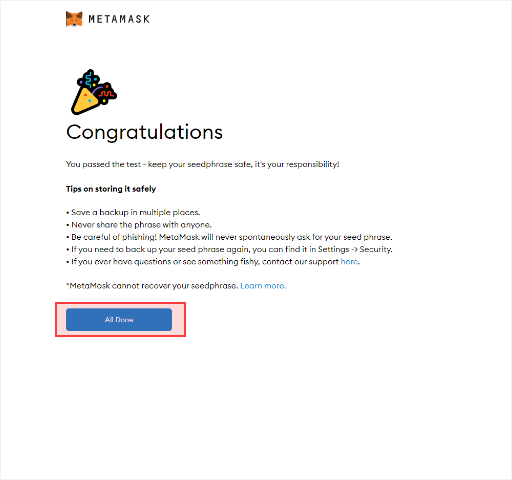 METAMASK
Congratulations
You passed the test - keep your seedphrase safe, it's your responsibility!
Tips on storing it safely
• Save a backup in multiple places.
• Never share the phrase with anyone.
• Be careful of phishing! MetaMask will never spontaneously ask for your seed phrase.
• If you need to back up your seed phrase again, you can find it in Settings -> Security.
• If you ever have questions or see something fishy, contact our support here.
*MetaMask cannot recover your seedphrase. Learn more.
All Done